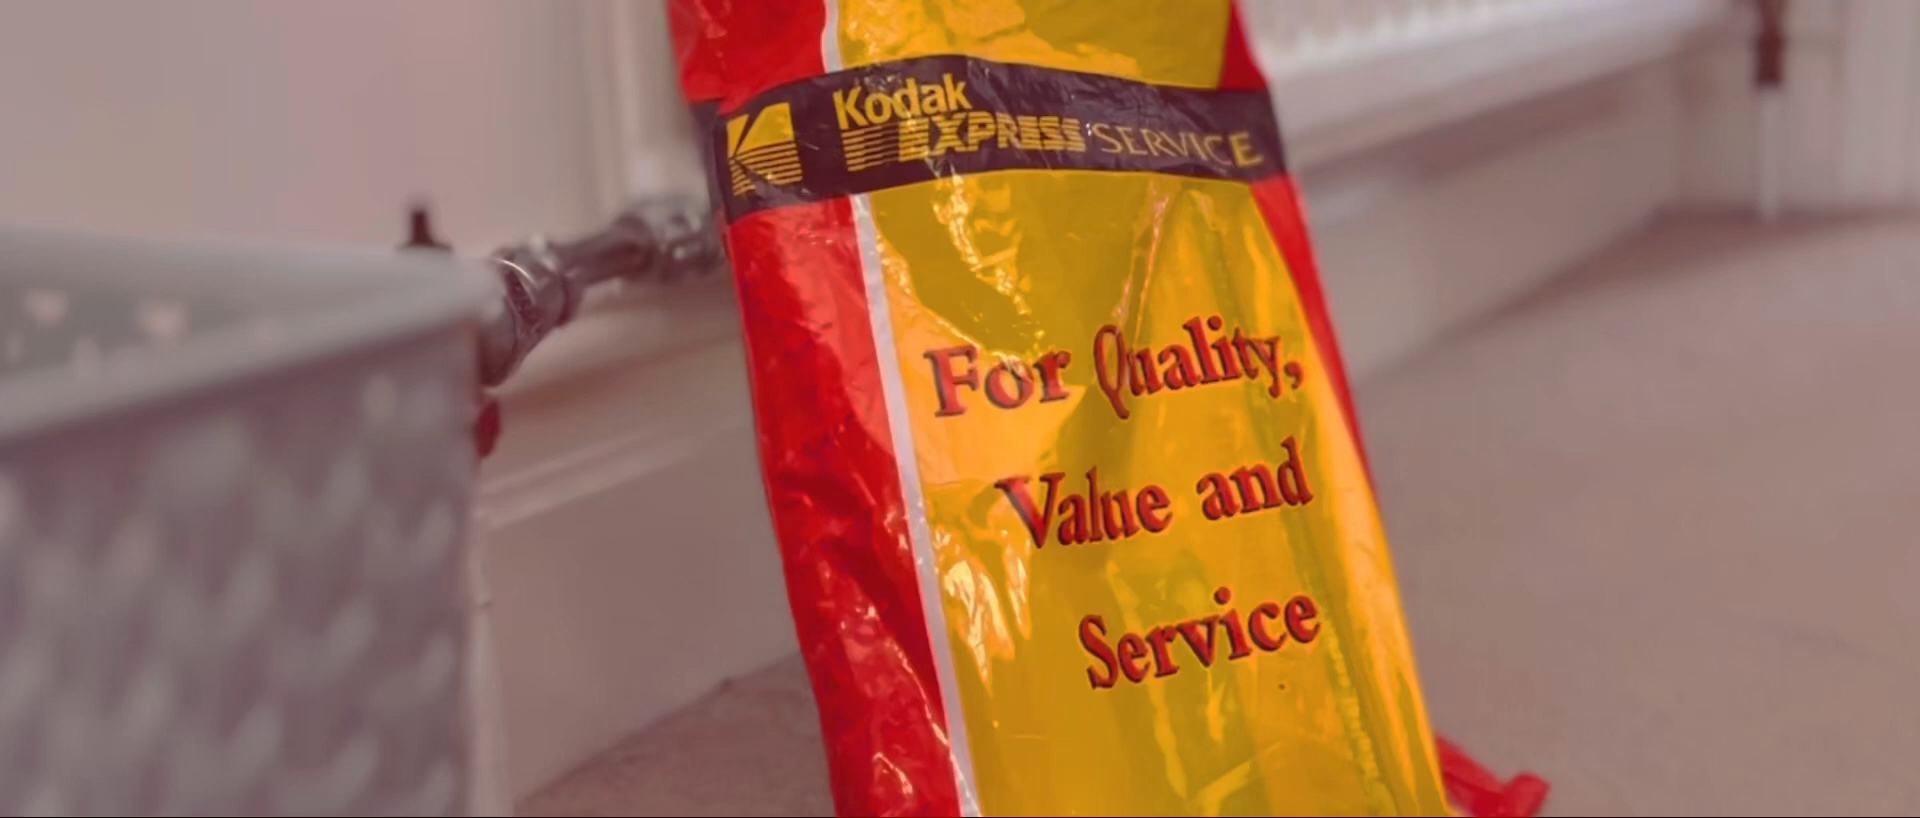 Kodak
EXPRESS SERVICE
For Quality,
Value and
Service